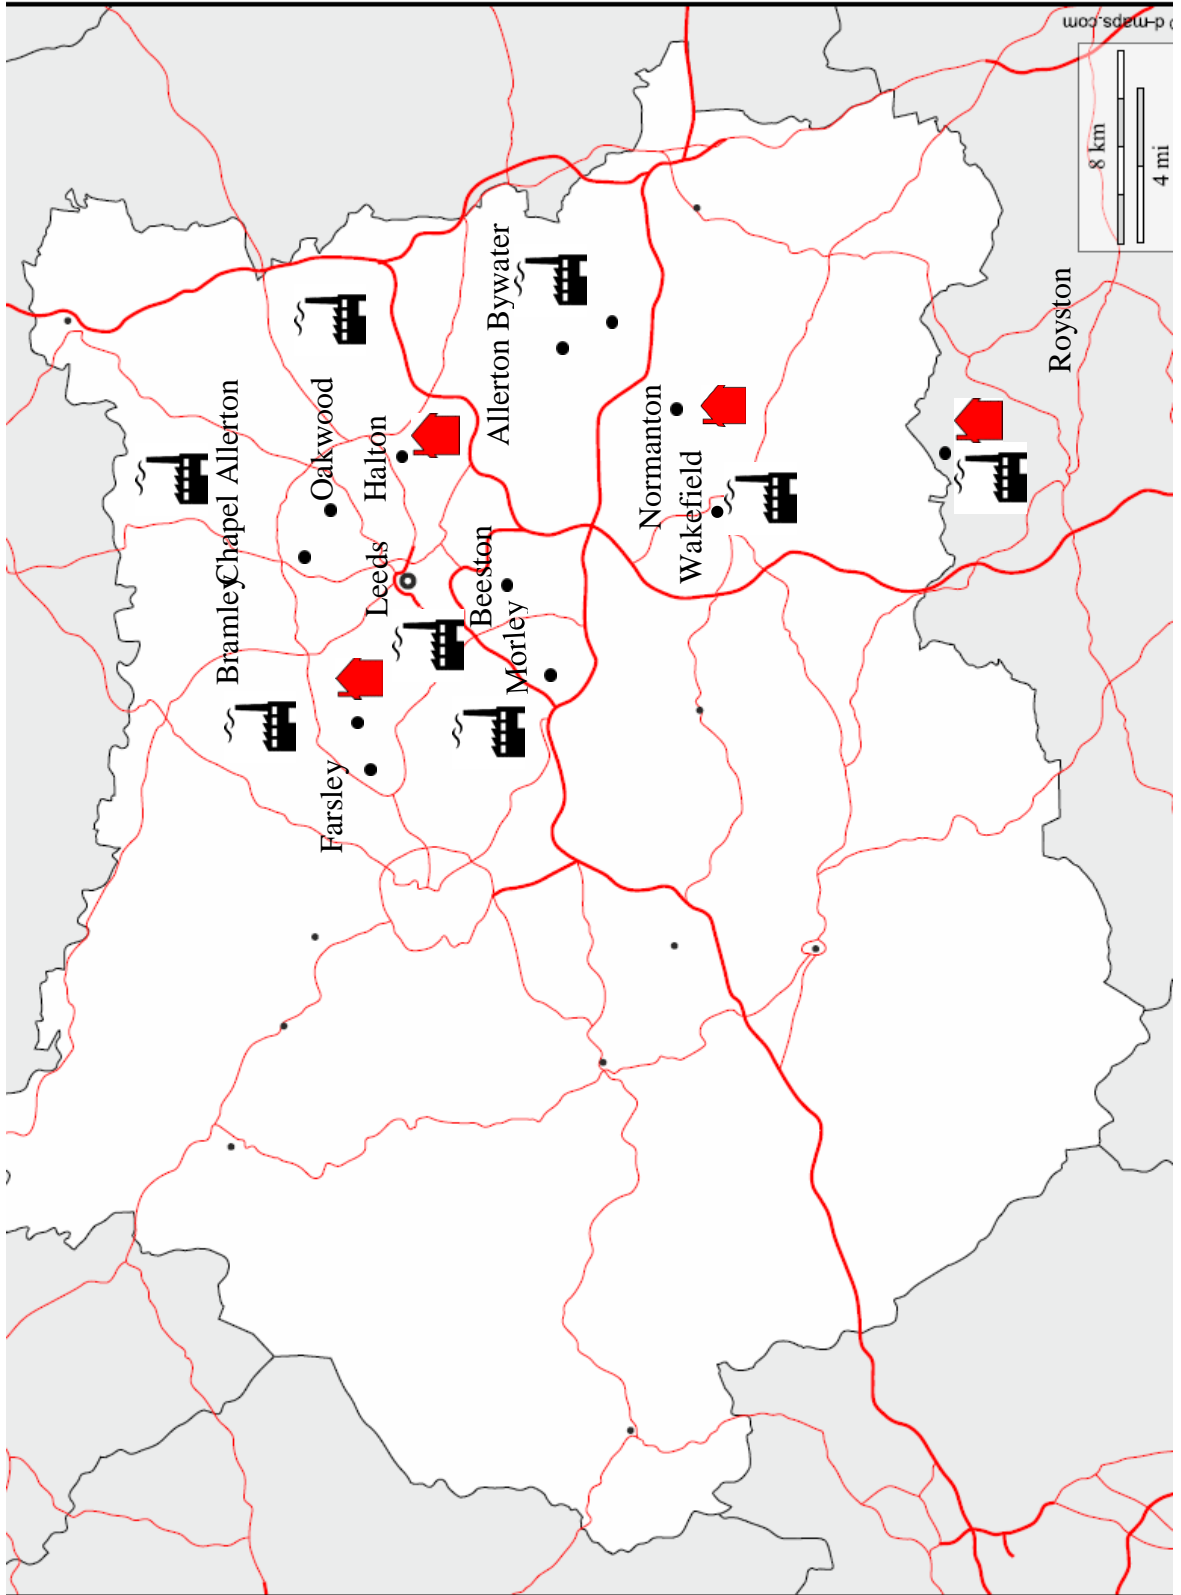 Bramley
Chapel Allerton
Oakwood
Halton
Leeds
Farsley
Beeston
Morley
Allerton Bywater
Normanton
Wakefield
Royston
8 km
4 mi
d-maps.com